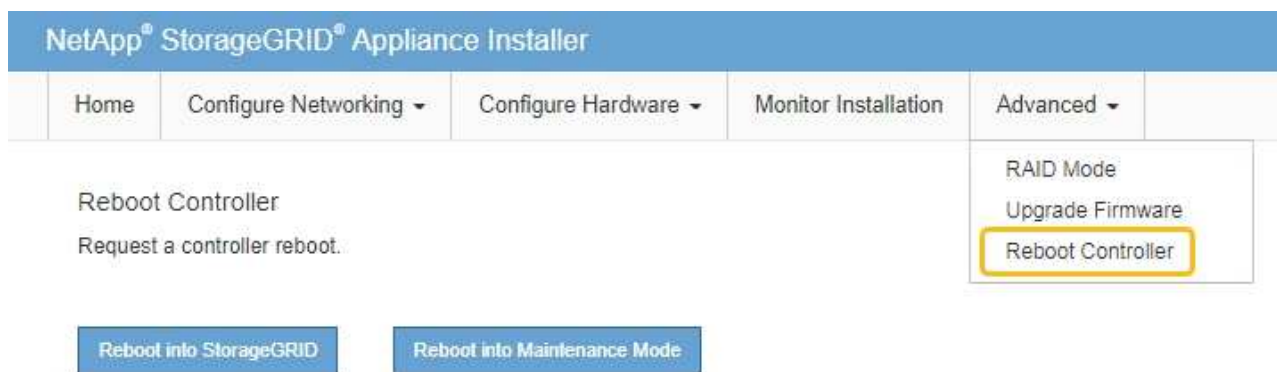 NetApp® StorageGRID® Appliance Installer
Home Configure Networking Configure Hardware Monitor Installation Advanced
RAID Mode
Upgrade Firmware
Reboot Controller
Reboot Controller
Request a controller reboot.
Reboot into StorageGRID Reboot into Maintenance Mode